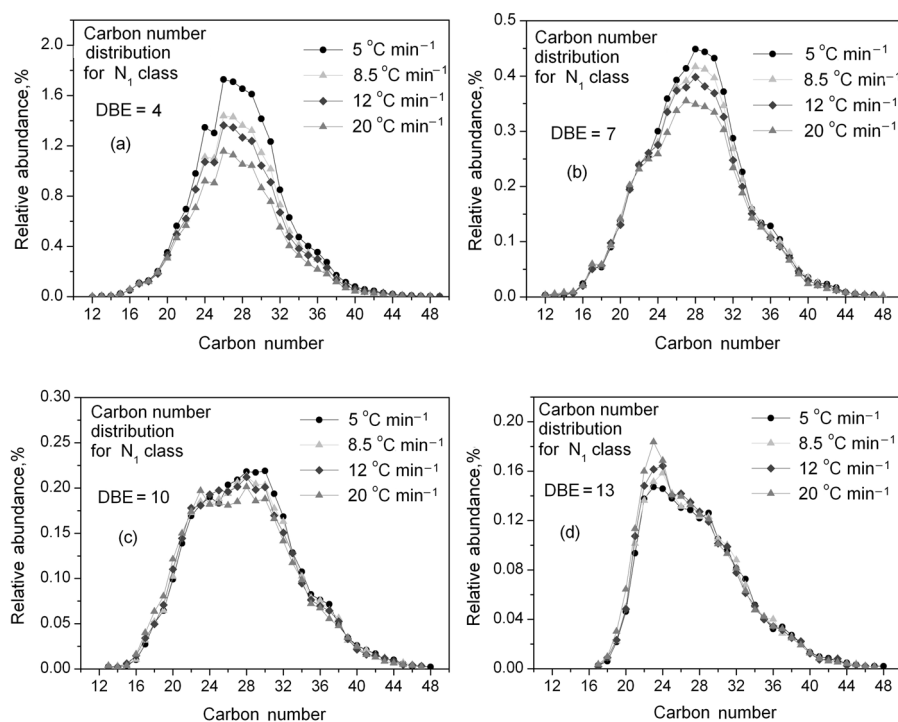 Carbon number
distribution
for N₁ class
DBE = 4
(a)
5 °C min⁻¹
8.5 °C min⁻¹
12 °C min⁻¹
20 °C min⁻¹
Relative abundance,%
2.0
1.6
1.2
0.8
0.4
0.0
12 16 20 24 28 32 36 40 44 48
Carbon number
Carbon number
distribution
for N₁ class
DBE = 7
(b)
5 °C min⁻¹
8.5 °C min⁻¹
12 °C min⁻¹
20 °C min⁻¹
Relative abundance,%
0.5
0.4
0.3
0.2
0.1
0.0
12 16 20 24 28 32 36 40 44 48
Carbon number
Carbon number
distribution
for N₁ class
DBE = 10
(c)
5 °C min⁻¹
8.5 °C min⁻¹
12 °C min⁻¹
20 °C min⁻¹
Relative abundance,%
0.30
0.25
0.20
0.15
0.10
0.05
0.00
12 16 20 24 28 32 36 40 44 48
Carbon number
Carbon number
distribution
for N₁ class
DBE = 13
(d)
5 °C min⁻¹
8.5 °C min⁻¹
12 °C min⁻¹
20 °C min⁻¹
Relative abundance,%
0.20
0.16
0.12
0.08
0.04
0.00
12 16 20 24 28 32 36 40 44 48
Carbon number